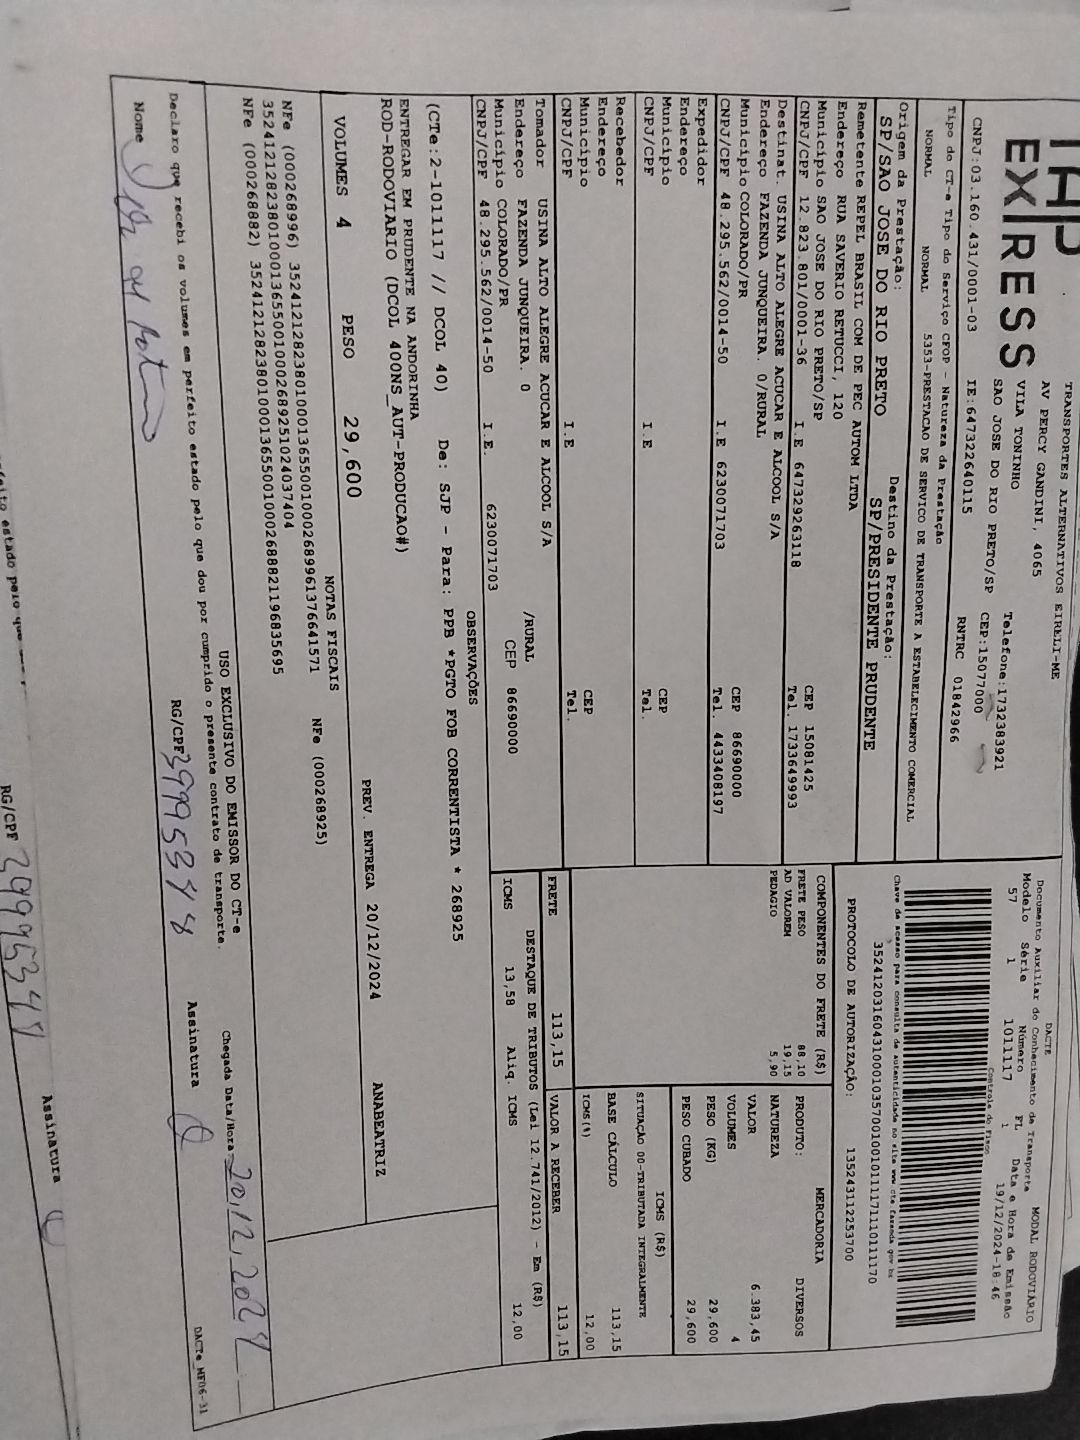 EXPRESS
TRANSPORTES ALTERNATIVOS EIRELI-ME
AV PERCY GANDINI, 4065
VILA TONINHO
SAO JOSE DO RIO PRETO/SP
Telefone:1732383921
CEP:15077000
CNPJ:03.160.431/0001-03 IE:647322640115 RNTRC 01842966
Tipo do CT-e Tipo do Serviço CFOP - Natureza da Prestação
NORMAL NORMAL 5353-PRESTACAO DE SERVICO DE TRANSPORTE A ESTABELECIMENTO COMERCIAL
Origem da Prestação: Destino da Prestação:
SP/SAO JOSE DO RIO PRETO SP/PRESIDENTE PRUDENTE
DACTE
Documento Auxiliar do Conhecimento de Transporte MODAL RODOVIÁRIO
Modelo Série Número FL Data e Hora de Emissão
57 1 1011117 1 19/12/2024-18:46
Controle do Fisco
Chave de acesso para consulta de autenticidade no site www.cte.fazenda.gov.br
35241203160431000103570010010111171110111170
PROTOCOLO DE AUTORIZAÇÃO: 135243112253700
Remetente REPEL BRASIL COM DE PEC AUTOM LTDA
Endereço RUA SAVERIO RETUCCI, 120
Município SAO JOSE DO RIO PRETO/SP CEP 15081425
CNPJ/CPF 12.823.801/0001-36 I.E 647329263118 Tel. 1733649993
Destinat. USINA ALTO ALEGRE ACUCAR E ALCOOL S/A
Endereço FAZENDA JUNQUEIRA. 0/RURAL
Municipio COLORADO/PR CEP 86690000
CNPJ/CPF 48.295.562/0014-50 I.E 6230071703 Tel. 4433408197
Expedidor
Endereço
Municipio CEP
CNPJ/CPF I.E Tel.
Recebedor
Endereço
Municipio CEP
CNPJ/CPF I.E Tel.
Tomador USINA ALTO ALEGRE ACUCAR E ALCOOL S/A
Endereço FAZENDA JUNQUEIRA. 0 /RURAL
Município COLORADO/PR CEP 86690000
CNPJ/CPF 48.295.562/0014-50 I.E. 6230071703
COMPONENTES DO FRETE (R$)
FRETE PESO 88,10
AD VALOREM 19,15
PEDAGIO 5,90
MERCADORIA
PRODUTO: DIVERSOS
NATUREZA
VALOR 6.383,45
VOLUMES 4
PESO (KG) 29,600
PESO CUBADO 29,600
ICMS (R$)
SITUAÇÃO 00-TRIBUTADA INTEGRALMENTE
BASE CÁLCULO 113,15
ICMS(%) 12,00
FRETE 113,15 VALOR A RECEBER 113,15
DESTAQUE DE TRIBUTOS (Lei 12.741/2012) - Em (R$)
ICMS 13,58 Aliq. ICMS 12,00
OBSERVAÇÕES
(CTe:2-1011117 // DCOL 40) De: SJP - Para: PPB *PGTO FOB CORRENTISTA * 268925
ENTREGAR EM PRUDENTE NA ANDORINHA
ROD-RODOVIARIO (DCOL 400NS_AUT-PRODUCAO#)
VOLUMES 4 PESO 29,600 PREV. ENTREGA 20/12/2024 ANABEATRIZ
NOTAS FISCAIS
NFe (000268996) 35241212823801000136550010002689961376641571 NFe (000268925)
35241212823801000136550010002689251024037404
NFe (000268882) 35241212823801000136550010002688821196835695
USO EXCLUSIVO DO EMISSOR DO CT-e
Declaro que recebi os volumes em perfeito estado pelo que dou por cumprido o presente contrato de transporte. Chegada Data/Hora 20,12,2024
Nome RG/CPF Assinatura
DACTe_MF06-31
RG/CPF Assinatura